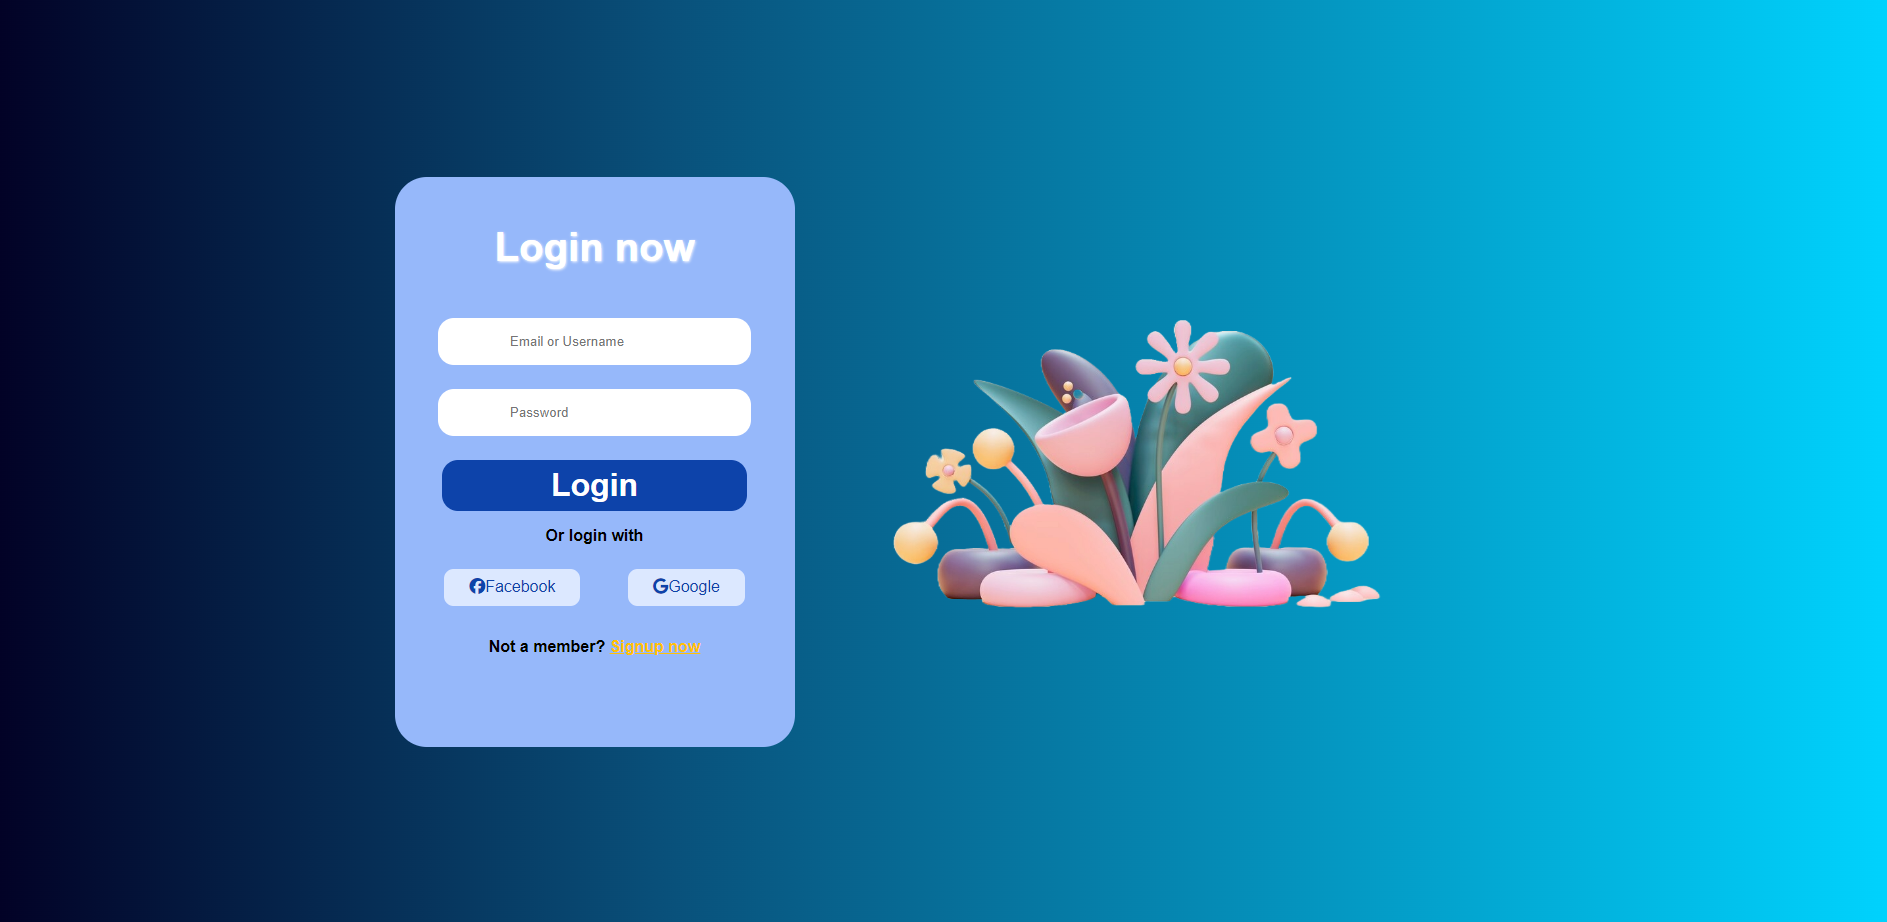 Login now
Email or Username
Password
Login
Or login with
Facebook
Google
Not a member? Signup now